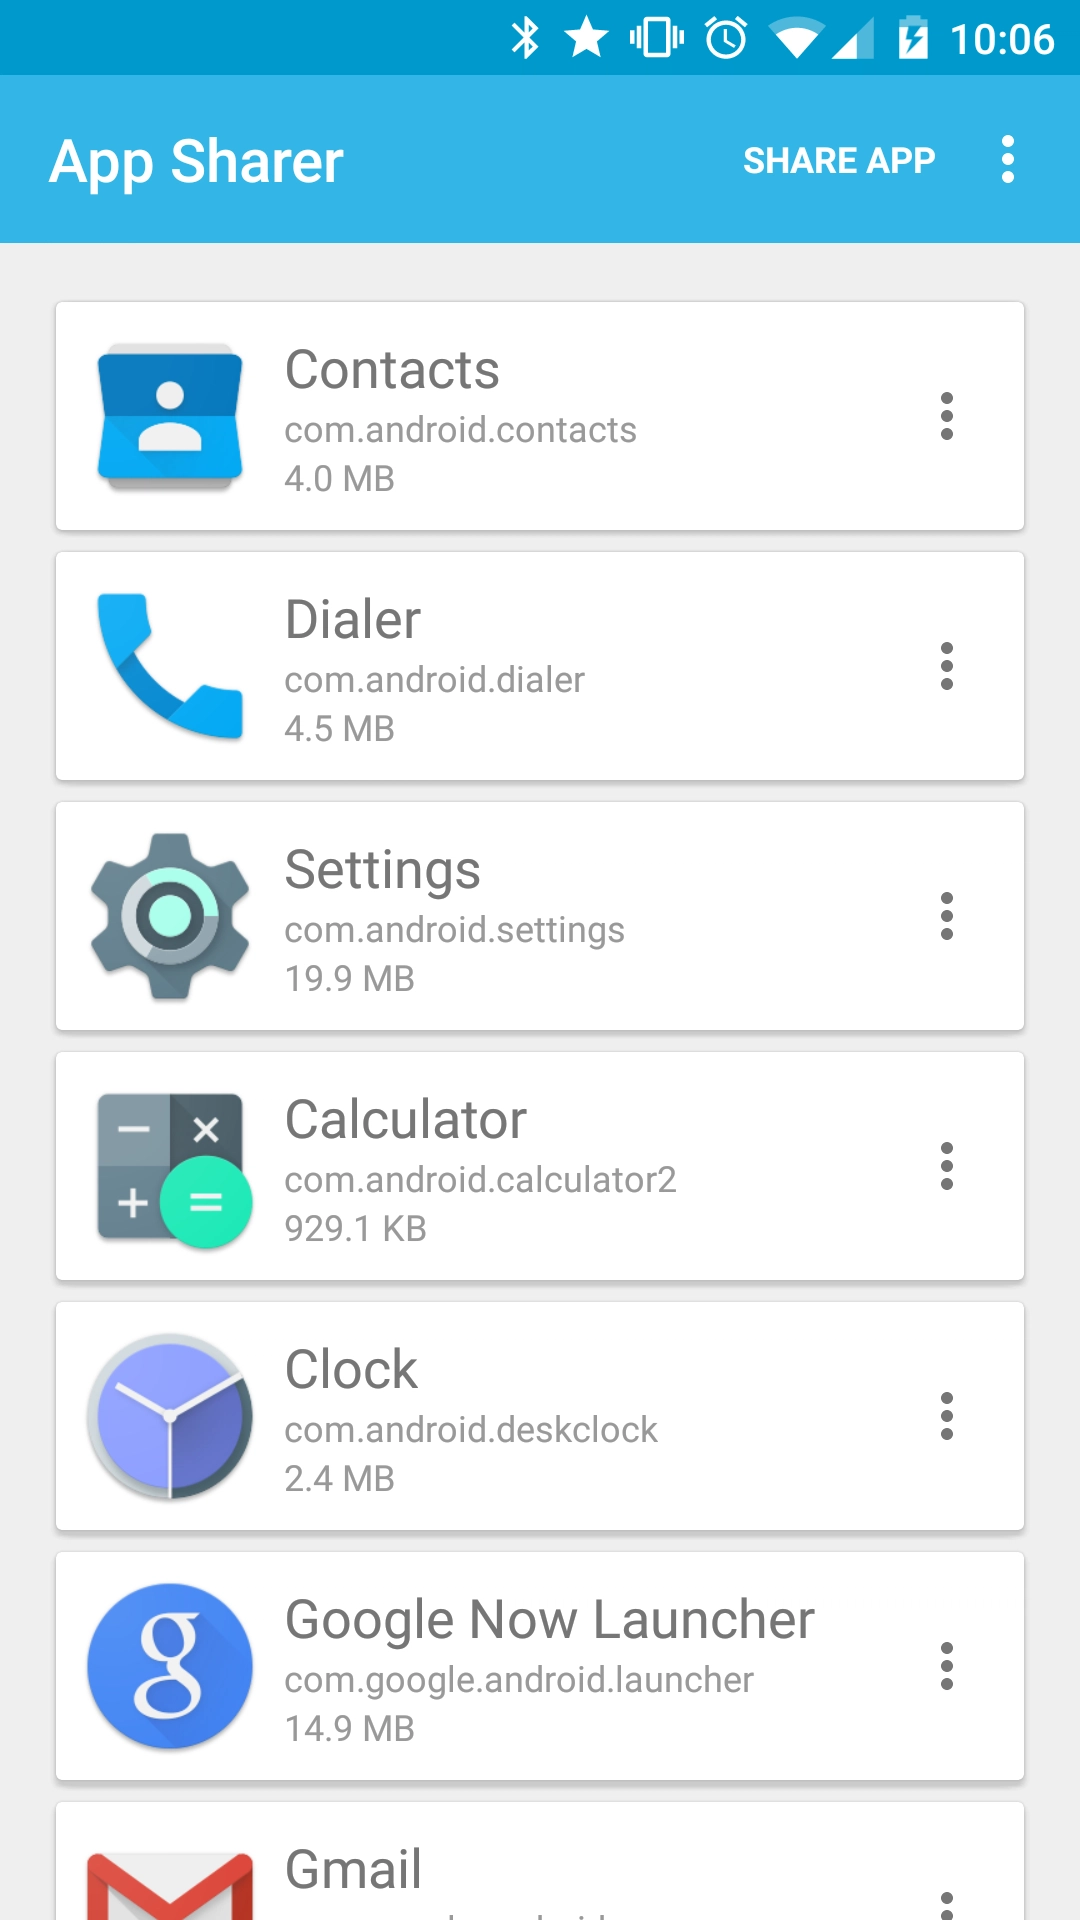 10:06
App Sharer SHARE APP
Contacts
com.android.contacts
4.0 MB
Dialer
com.android.dialer
4.5 MB
Settings
com.android.settings
19.9 MB
Calculator
com.android.calculator2
929.1 KB
Clock
com.android.deskclock
2.4 MB
Google Now Launcher
com.google.android.launcher
14.9 MB
Gmail